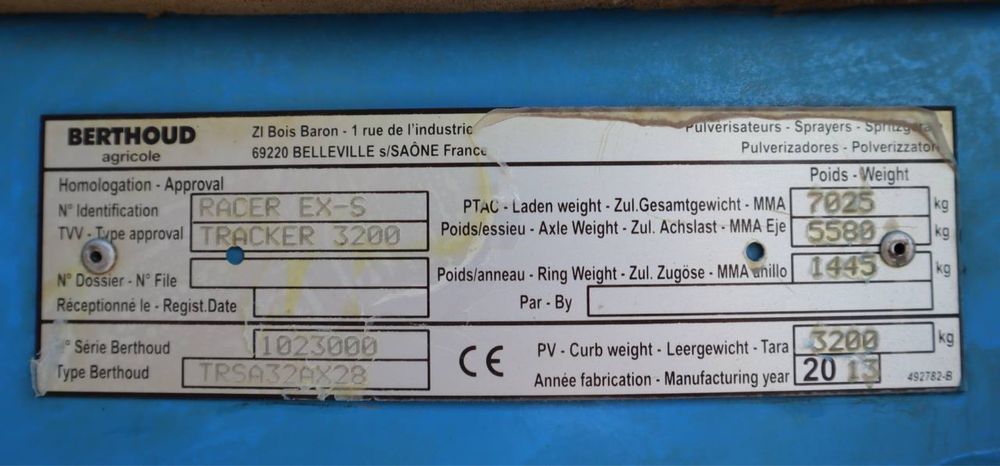 BERTHOUD
agricole
ZI Bois Baron - 1 rue de l'industrie
69220 BELLEVILLE s/SAÔNE France
Pulvérisateurs - Sprayers -
Pulverizadores - Polverizzatori
Homologation - Approval
N° Identification RACER EX-S
TVV - Type approval TRACKER 3200
N° Dossier - N° File
Réceptionné le - Regist.Date
Poids - Weight
PTAC - Laden weight - Zul.Gesamtgewicht - MMA 7025 kg
Poids/essieu - Axle Weight - Zul. Achslast - MMA Eje 5580 kg
Poids/anneau - Ring Weight - Zul. Zugöse - MMA anillo 1445 kg
Par - By
N° Série Berthoud 1023000
Type Berthoud TRSA32AX28
CE
PV - Curb weight - Leergewicht - Tara 3200 kg
Année fabrication - Manufacturing year 20 13
492782-B